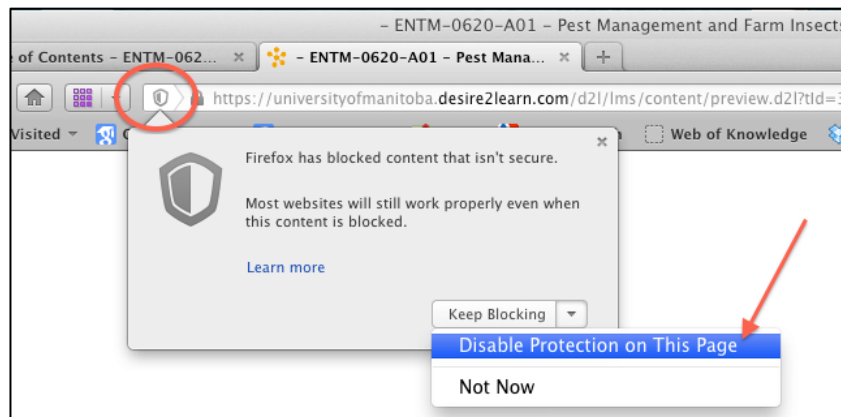 - ENTM-0620-A01 - Pest Management and Farm Insects
of Contents - ENTM-062...
- ENTM-0620-A01 - Pest Mana...
https://universityofmanitoba.desire2learn.com/d2l/lms/content/preview.d2l?tId=
Visited
Web of Knowledge
Firefox has blocked content that isn't secure.
Most websites will still work properly even when
this content is blocked.
Learn more
Keep Blocking
Disable Protection on This Page
Not Now